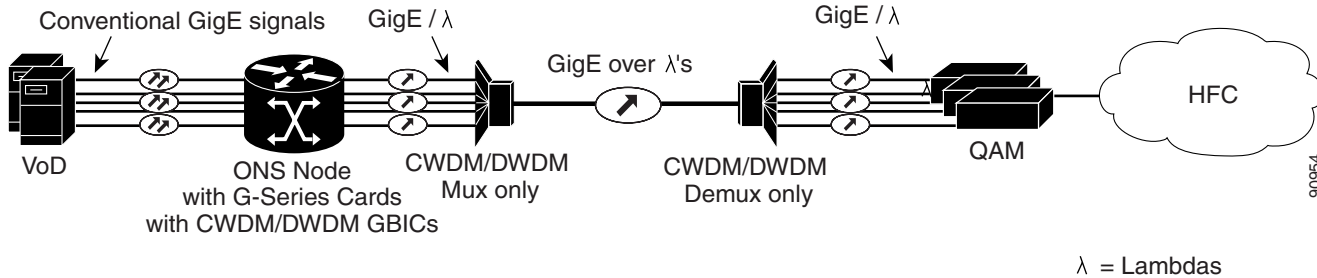 Conventional GigE signals
GigE / λ
GigE / λ
GigE over λ's
λ
HFC
VoD
ONS Node
with G-Series Cards
with CWDM/DWDM GBICs
CWDM/DWDM
Mux only
CWDM/DWDM
Demux only
QAM
90954
λ = Lambdas